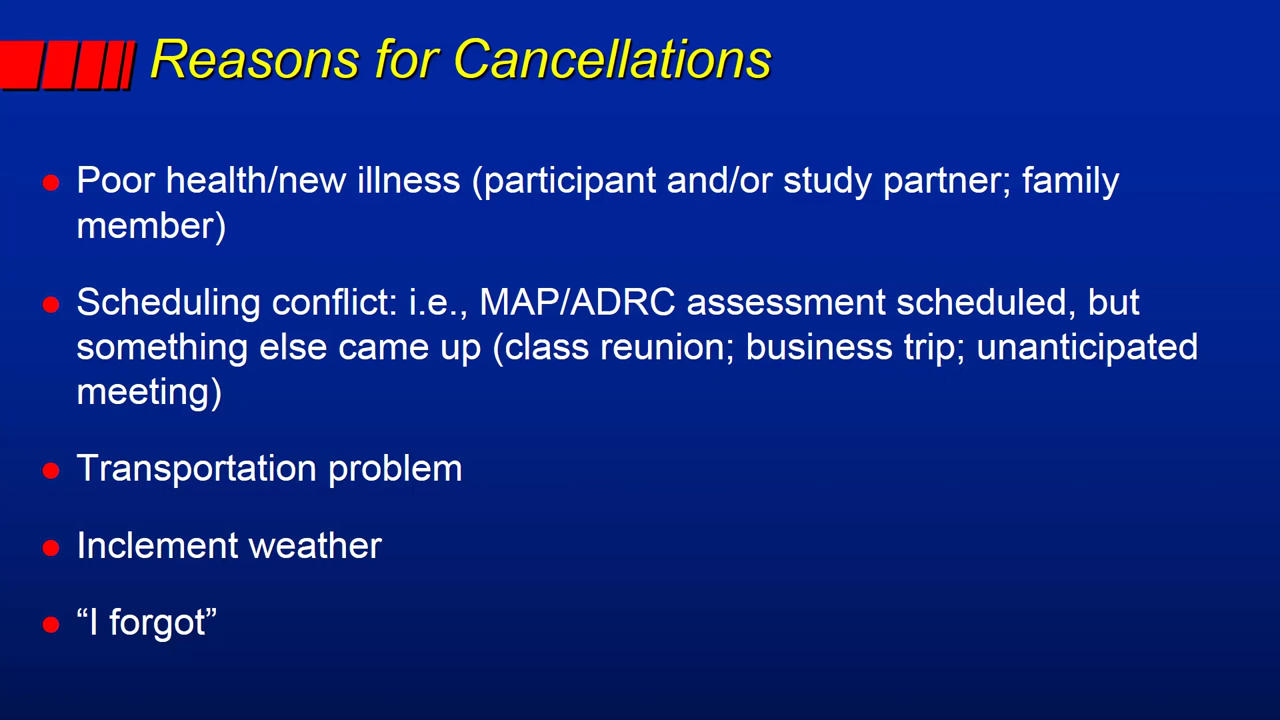 Reasons for Cancellations
● Poor health/new illness (participant and/or study partner; family
member)
● Scheduling conflict: i.e., MAP/ADRC assessment scheduled, but
something else came up (class reunion; business trip; unanticipated
meeting)
● Transportation problem
● Inclement weather
● “I forgot”